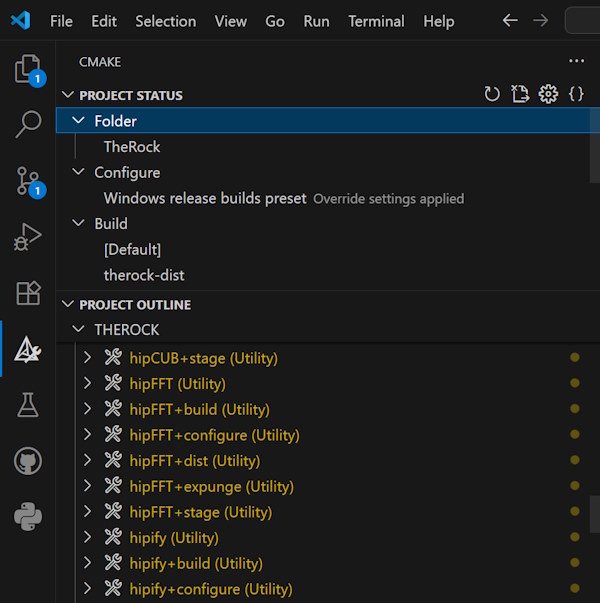 File Edit Selection View Go Run Terminal Help
CMAKE
PROJECT STATUS
Folder
TheRock
Configure
Windows release builds preset Override settings applied
Build
[Default]
therock-dist
PROJECT OUTLINE
THEROCK
hipCUB+stage (Utility)
hipFFT (Utility)
hipFFT+build (Utility)
hipFFT+configure (Utility)
hipFFT+dist (Utility)
hipFFT+expunge (Utility)
hipFFT+stage (Utility)
hipify (Utility)
hipify+build (Utility)
hipify+configure (Utility)
1
1